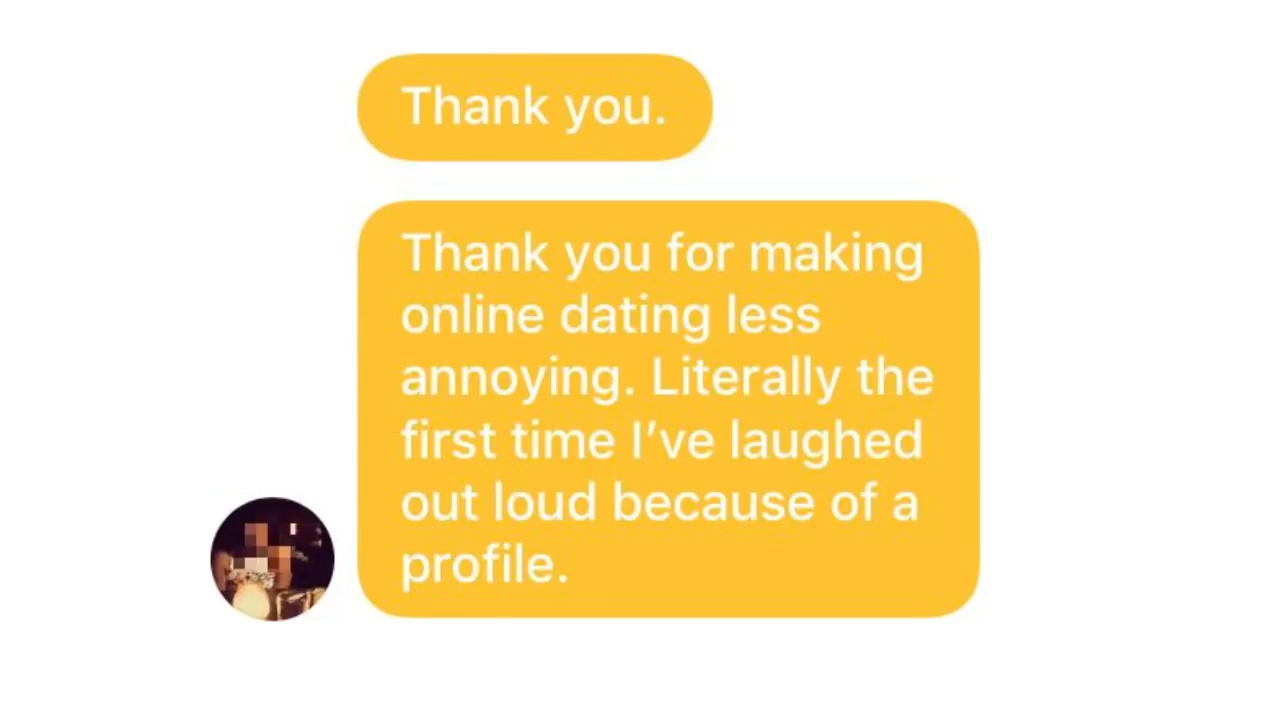 Thank you.
Thank you for making
online dating less
annoying. Literally the
first time I’ve laughed
out loud because of a
profile.